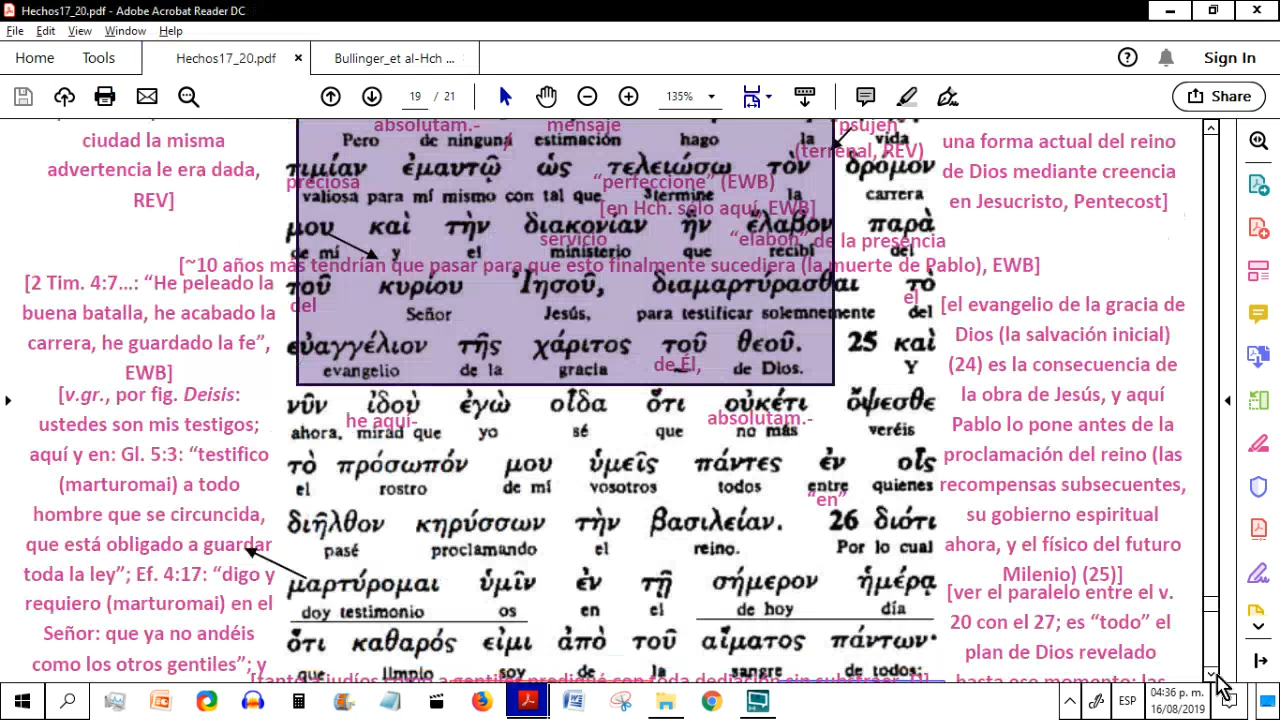 Hechos17_20.pdf - Adobe Acrobat Reader DC
File Edit View Window Help
Home Tools Hechos17_20.pdf × Bullinger_et al-Hch ... Sign In
19 / 21 135% Share
ciudad la misma
advertencia le era dada,
REV]
[2 Tim. 4:7...: “He peleado la
buena batalla, he acabado la
carrera, he guardado la fe”,
EWB]
[v.gr., por fig. Deisis:
ustedes son mis testigos;
aquí y en: Gl. 5:3: “testifico
(marturomai) a todo
hombre que se circuncida,
que está obligado a guardar
toda la ley”; Ef. 4:17: “digo y
requiero (marturomai) en el
Señor: que ya no andéis
como los otros gentiles”; y
absolutam.- mensaje psujen
Pero de ninguna estimación hago la vida
(terrenal, REV)
τιμίαν ἐμαυτῷ ὡς τελειώσω τὸν δρόμον
preciosa “perfeccione” (EWB)
valiosa para mí mismo con tal que termine la carrera
[en Hch. sólo aquí, EWB]
μου καὶ τὴν διακονίαν ἣν ἔλαβον παρὰ
servicio “elabon” de la presencia
de mí y el ministerio que recibí del
[~10 años más tendrían que pasar para que esto finalmente sucediera (la muerte de Pablo), EWB]
τοῦ κυρίου Ἰησοῦ, διαμαρτύρασθαι τὸ
del el
Señor Jesús, para testificar solemnemente del
εὐαγγέλιον τῆς χάριτος τοῦ θεοῦ. 25 καὶ
de Él,
evangelio de la gracia de Dios. Y
νῦν ἰδοὺ ἐγὼ οἶδα ὅτι οὐκέτι ὄψεσθε
he aquí- absolutam.-
ahora, mirad que yo sé que no más veréis
τὸ πρόσωπόν μου ὑμεῖς πάντες ἐν οἷς
el rostro de mí vosotros todos entre quienes
“en”
διῆλθον κηρύσσων τὴν βασιλείαν. 26 διότι
pasé proclamando el reino. Por lo cual
μαρτύρομαι ὑμῖν ἐν τῇ σήμερον ἡμέρᾳ
doy testimonio os en el de hoy día
ὅτι καθαρός εἰμι ἀπὸ τοῦ αἵματος πάντων·
que limpio soy de la sangre de todos;
una forma actual del reino
de Dios mediante creencia
en Jesucristo, Pentecost]
[el evangelio de la gracia de
Dios (la salvación inicial)
(24) es la consecuencia de
la obra de Jesús, y aquí
Pablo lo pone antes de la
proclamación del reino (las
recompensas subsecuentes,
su gobierno espiritual
ahora, y el físico del futuro
Milenio) (25)]
[ver el paralelo entre el v.
20 con el 27; es “todo” el
plan de Dios revelado
hasta ese momento; las
ESP
04:36 p. m.
16/08/2019